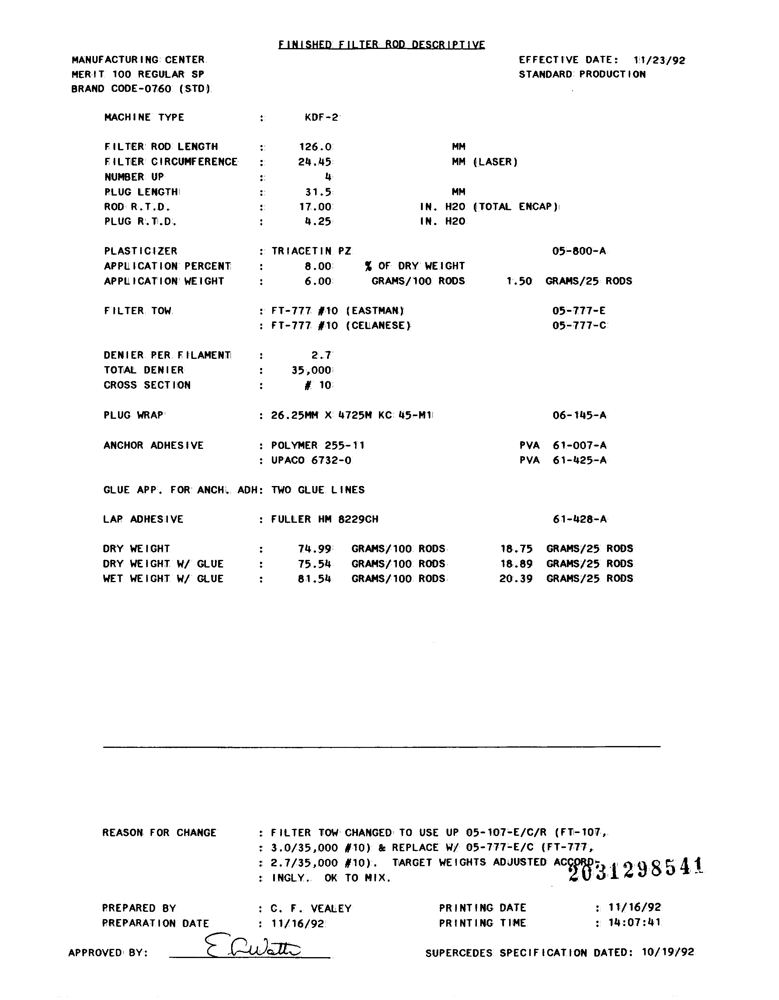 FINISHED FILTER ROD DESCRIPTIVE
MANUFACTURING CENTER EFFECTIVE DATE: 11/23/92
MERIT 100 REGULAR SP STANDARD PRODUCTION
BRAND CODE-0760 (STD)
MACHINE TYPE : KDF-2
FILTER ROD LENGTH : 126.0 MM
FILTER CIRCUMFERENCE : 24.45 MM (LASER)
NUMBER UP : 4
PLUG LENGTH : 31.5 MM
ROD R.T.D. : 17.00 IN. H2O (TOTAL ENCAP)
PLUG R.T.D. : 4.25 IN. H2O
PLASTICIZER : TRIACETIN PZ 05-800-A
APPLICATION PERCENT : 8.00 % OF DRY WEIGHT
APPLICATION WEIGHT : 6.00 GRAMS/100 RODS 1.50 GRAMS/25 RODS
FILTER TOW : FT-777 #10 (EASTMAN) 05-777-E
: FT-777 #10 (CELANESE) 05-777-C
DENIER PER FILAMENT : 2.7
TOTAL DENIER : 35,000
CROSS SECTION : # 10
PLUG WRAP : 26.25MM X 4725M KC 45-M1 06-145-A
ANCHOR ADHESIVE : POLYMER 255-11 PVA 61-007-A
: UPACO 6732-0 PVA 61-425-A
GLUE APP. FOR ANCH. ADH: TWO GLUE LINES
LAP ADHESIVE : FULLER HM 8229CH 61-428-A
DRY WEIGHT : 74.99 GRAMS/100 RODS 18.75 GRAMS/25 RODS
DRY WEIGHT W/ GLUE : 75.54 GRAMS/100 RODS 18.89 GRAMS/25 RODS
WET WEIGHT W/ GLUE : 81.54 GRAMS/100 RODS 20.39 GRAMS/25 RODS
REASON FOR CHANGE : FILTER TOW CHANGED TO USE UP 05-107-E/C/R (FT-107,
: 3.0/35,000 #10) & REPLACE W/ 05-777-E/C (FT-777,
: 2.7/35,000 #10). TARGET WEIGHTS ADJUSTED ACCORD-
: INGLY. OK TO MIX.
2031298541
PREPARED BY : C. F. VEALEY PRINTING DATE : 11/16/92
PREPARATION DATE : 11/16/92 PRINTING TIME : 14:07:41
APPROVED BY: E R Watts SUPERCEDES SPECIFICATION DATED: 10/19/92